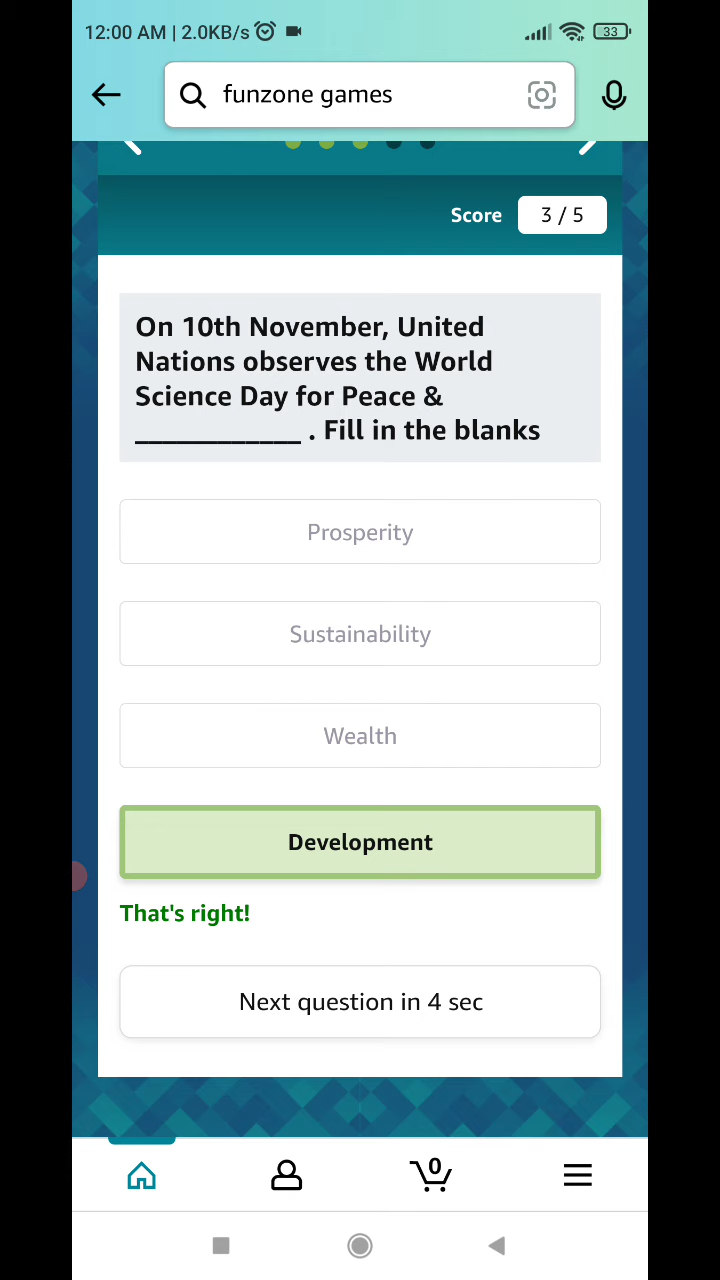 12:00 AM | 2.0KB/s
33
funzone games
Score 3 / 5
On 10th November, United
Nations observes the World
Science Day for Peace &
____________ . Fill in the blanks
Prosperity
Sustainability
Wealth
Development
That's right!
Next question in 4 sec
0